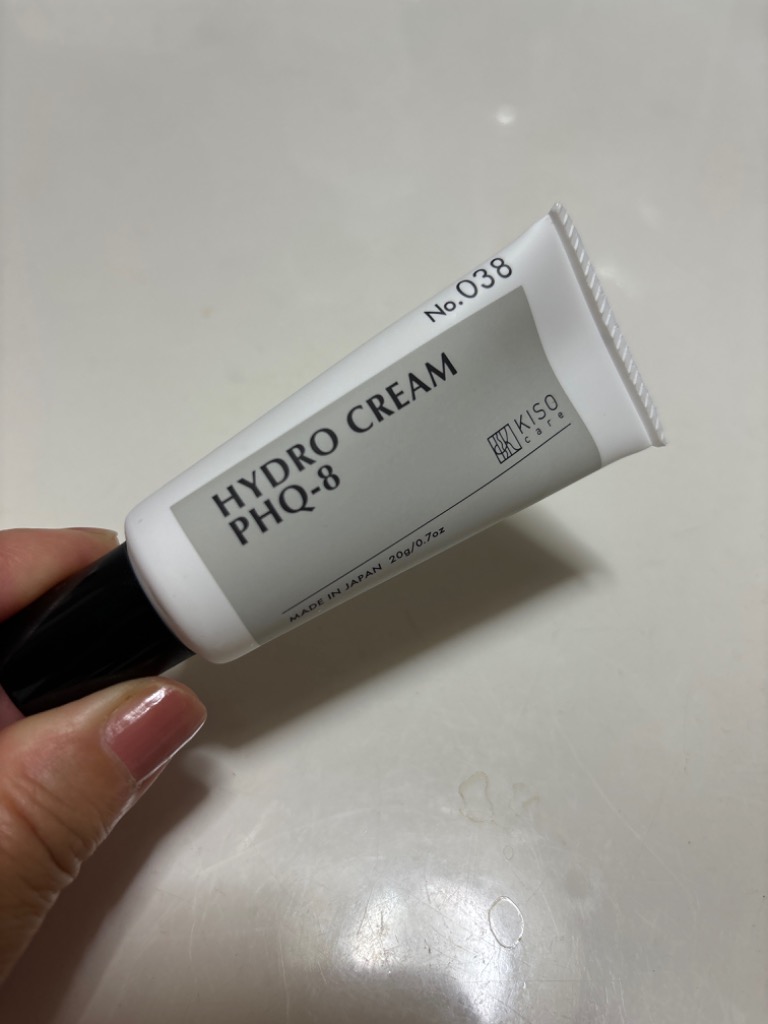 No.038
HYDRO CREAM
PHQ-8
KISO
care
MADE IN JAPAN 20g/0.7oz